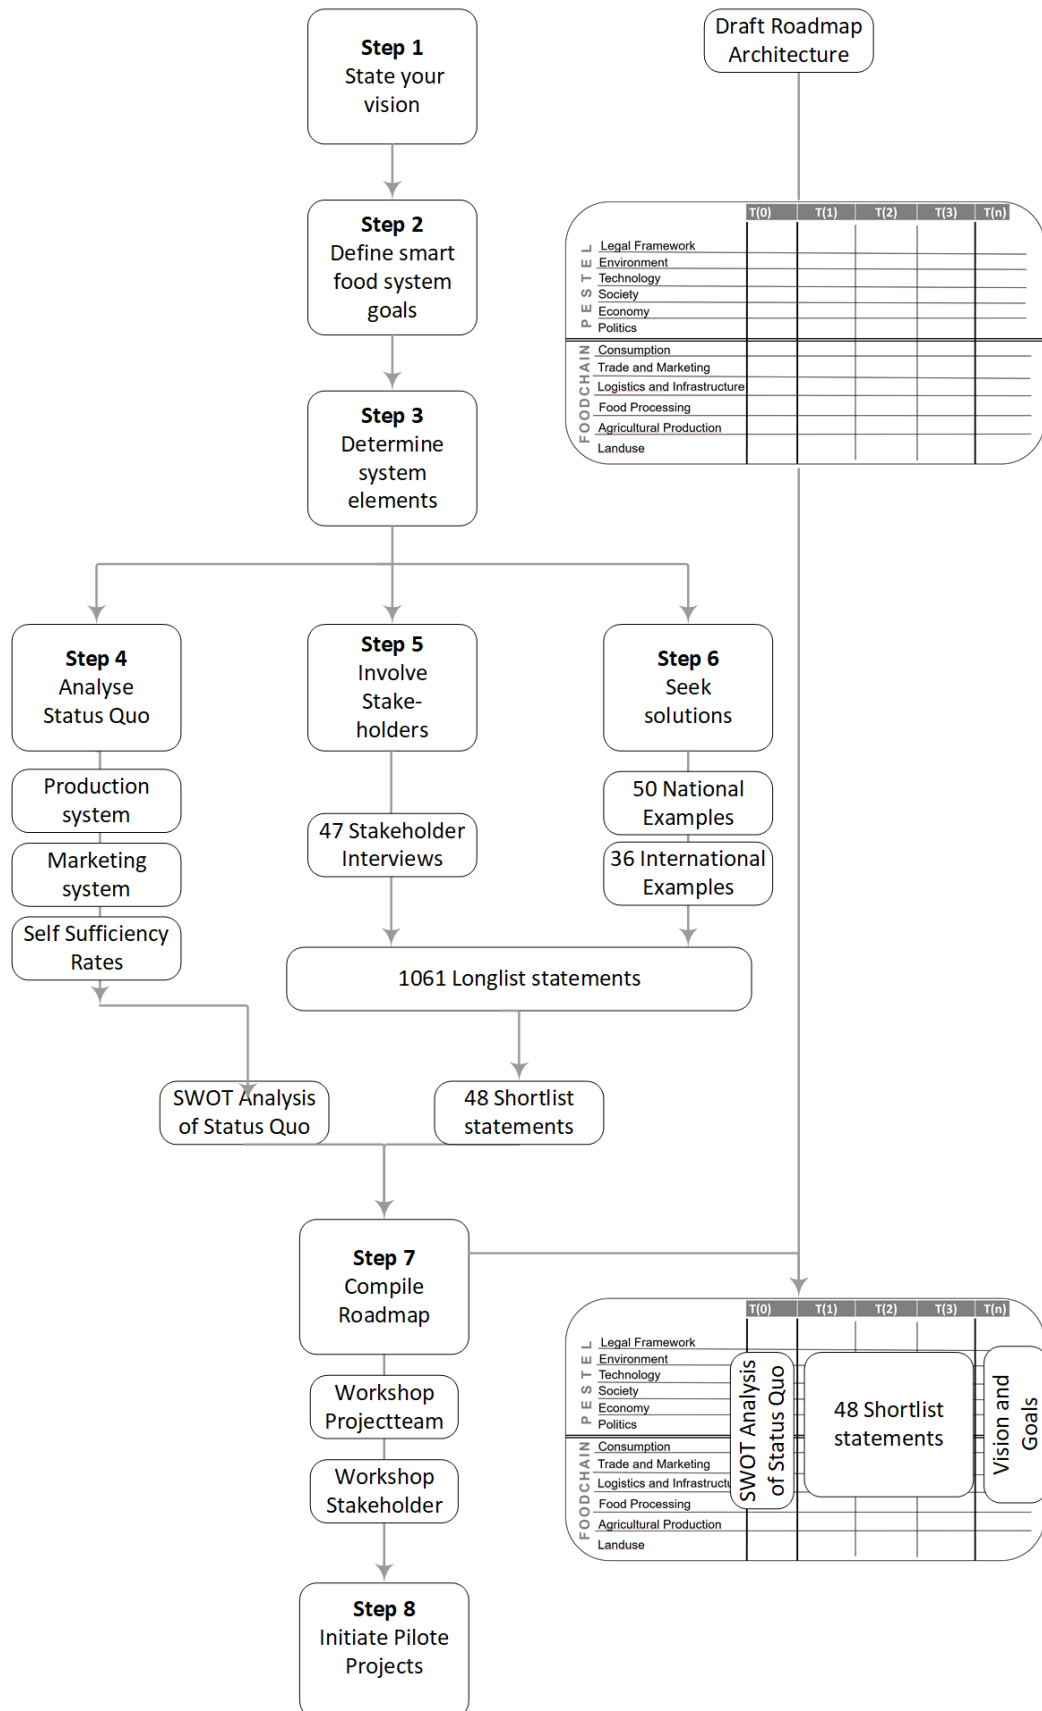 Step 1
State your
vision
Draft Roadmap
Architecture
Step 2
Define smart
food system
goals
T(0) T(1) T(2) T(3) T(n)
PESTEL
Legal Framework
Environment
Technology
Society
Economy
Politics
FOODCHAIN
Consumption
Trade and Marketing
Logistics and Infrastructure
Food Processing
Agricultural Production
Landuse
Step 3
Determine
system
elements
Step 4
Analyse
Status Quo
Step 5
Involve
Stake-
holders
Step 6
Seek
solutions
Production
system
Marketing
system
Self Sufficiency
Rates
47 Stakeholder
Interviews
50 National
Examples
36 International
Examples
1061 Longlist statements
SWOT Analysis
of Status Quo
48 Shortlist
statements
Step 7
Compile
Roadmap
Workshop
Projectteam
Workshop
Stakeholder
Step 8
Initiate Pilote
Projects
T(0) T(1) T(2) T(3) T(n)
PESTEL
Legal Framework
Environment
Technology
Society
Economy
Politics
FOODCHAIN
Consumption
Trade and Marketing
Logistics and Infrastructu
Food Processing
Agricultural Production
Landuse
SWOT Analysis
of Status Quo
48 Shortlist
statements
Vision and
Goals